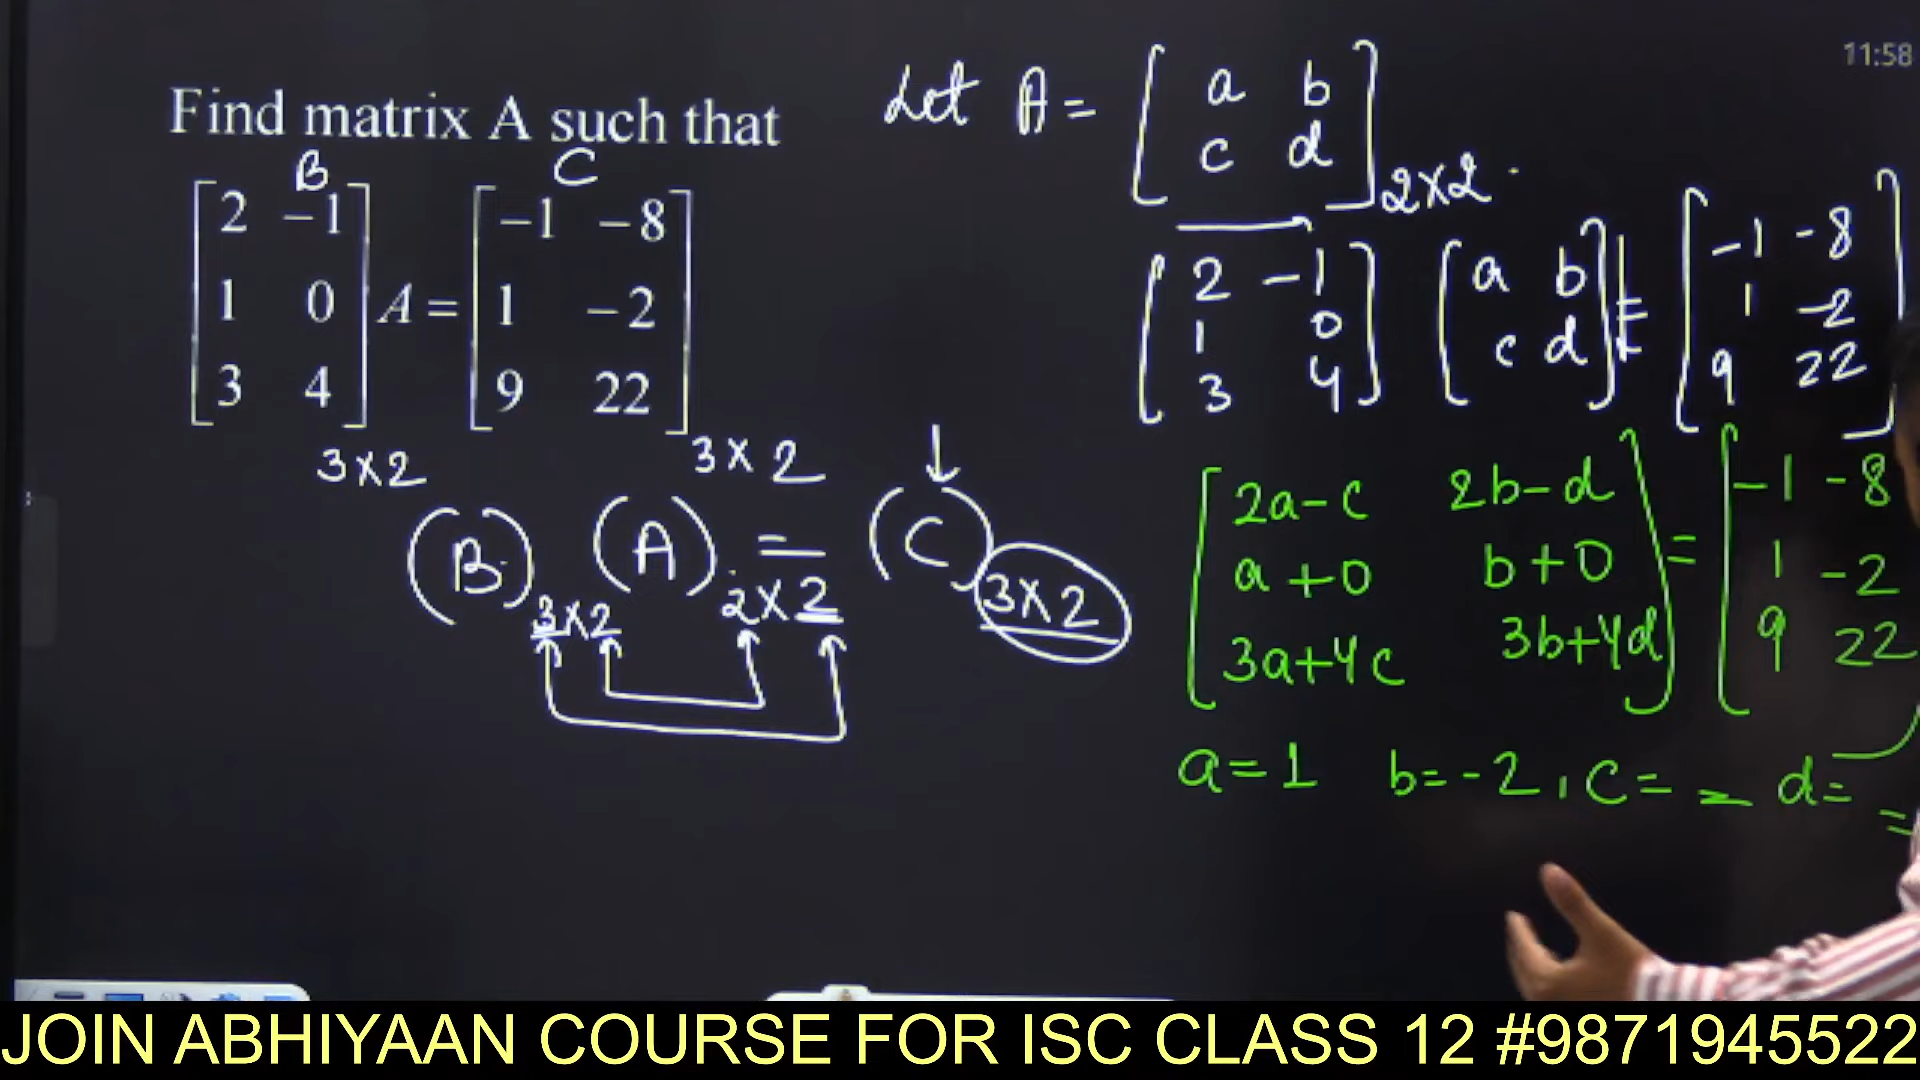 11:58
Find matrix A such that
B C
[2 −1] [−1 −8]
[1 0] A = [1 −2]
[3 4] [9 22]
3×2 3×2
(B)3×2 (A)2×2 = (C)3×2
Let A = [a b]
[c d]2×2.
[2 −1] [a b] = [−1 −8]
[1 0] [c d] [1 −2]
[3 4] [9 22]
[2a−c 2b−d] = [−1 −8]
[a+0 b+0] [1 −2]
[3a+4c 3b+4d] [9 22]
a=1 b=-2, c= d=
=
JOIN ABHIYAAN COURSE FOR ISC CLASS 12 #9871945522